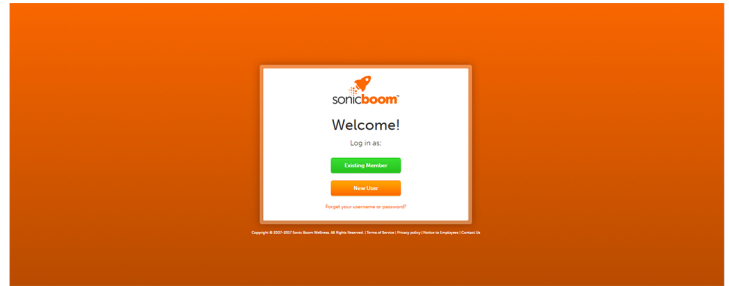 sonicboom™
Welcome!
Log in as:
Existing Member
New User
Forgot your username or password?
Copyright © 2007-2017 Sonic Boom Wellness. All Rights Reserved. | Terms of Service | Privacy policy | Notice to Employees | Contact Us